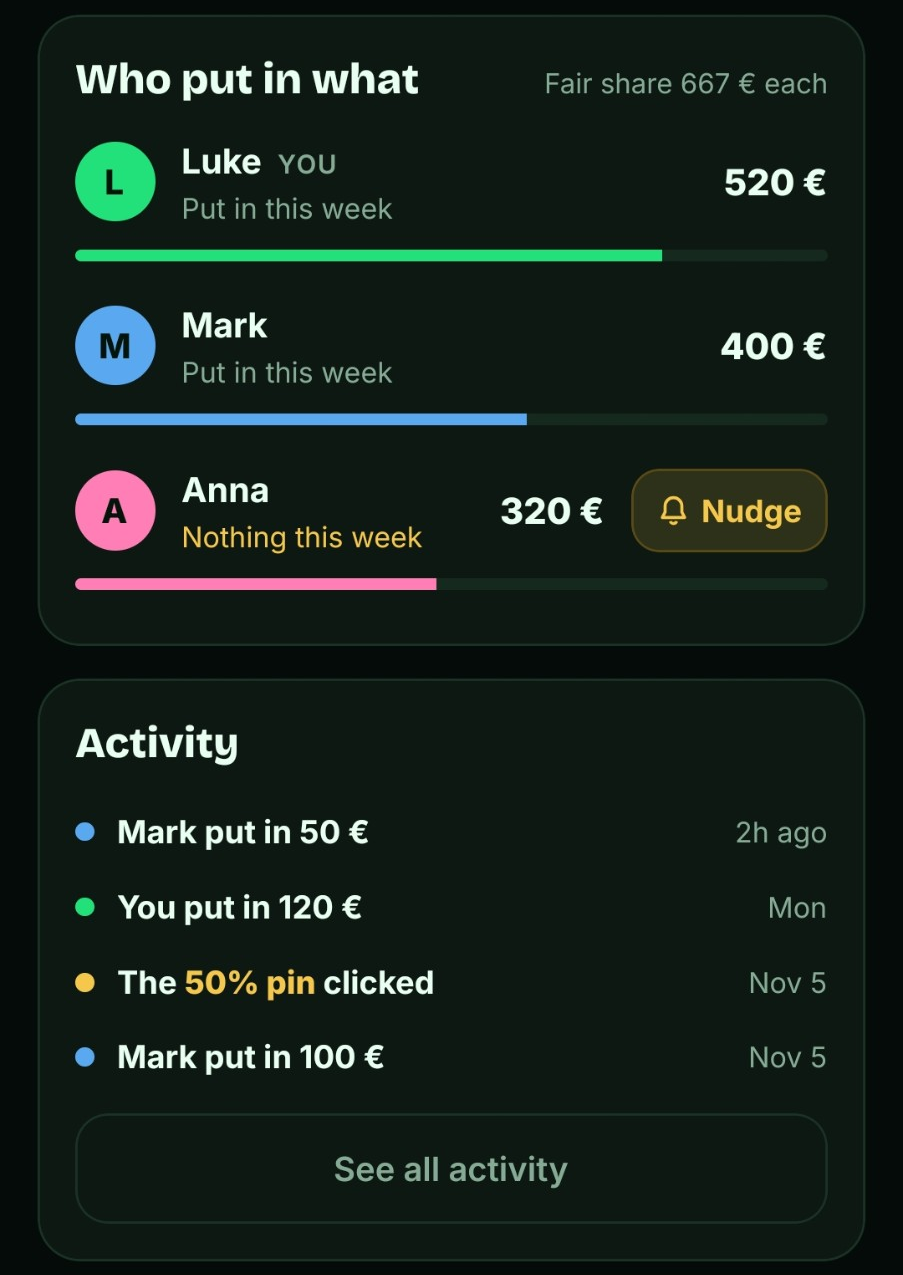 Who put in what
Fair share 667 € each
L
Luke YOU
Put in this week
520 €
M
Mark
Put in this week
400 €
A
Anna
Nothing this week
320 €
Nudge
Activity
Mark put in 50 €
2h ago
You put in 120 €
Mon
The 50% pin clicked
Nov 5
Mark put in 100 €
Nov 5
See all activity